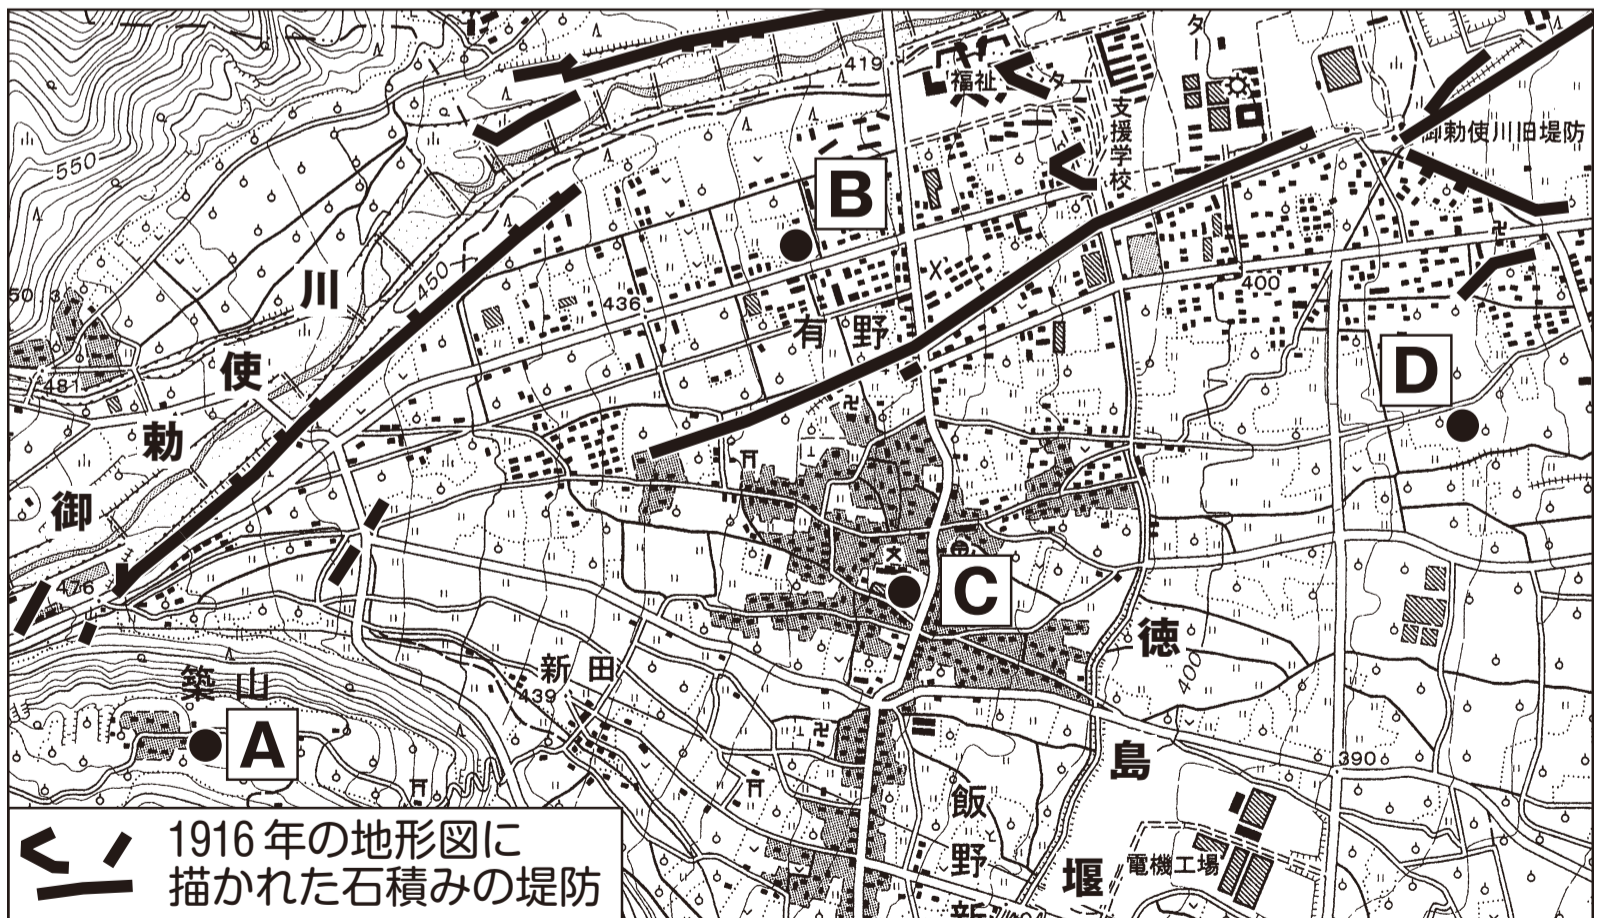 419
福祉
ター
ター
支援学校
御勅使川旧堤防
550
B
450
川
436
400
有野
481
使
D
勅
御
476
C
徳
400
築山
新田
439
A
島
390
飯野新
堰
電機工場
1916年の地形図に
描かれた石積みの堤防